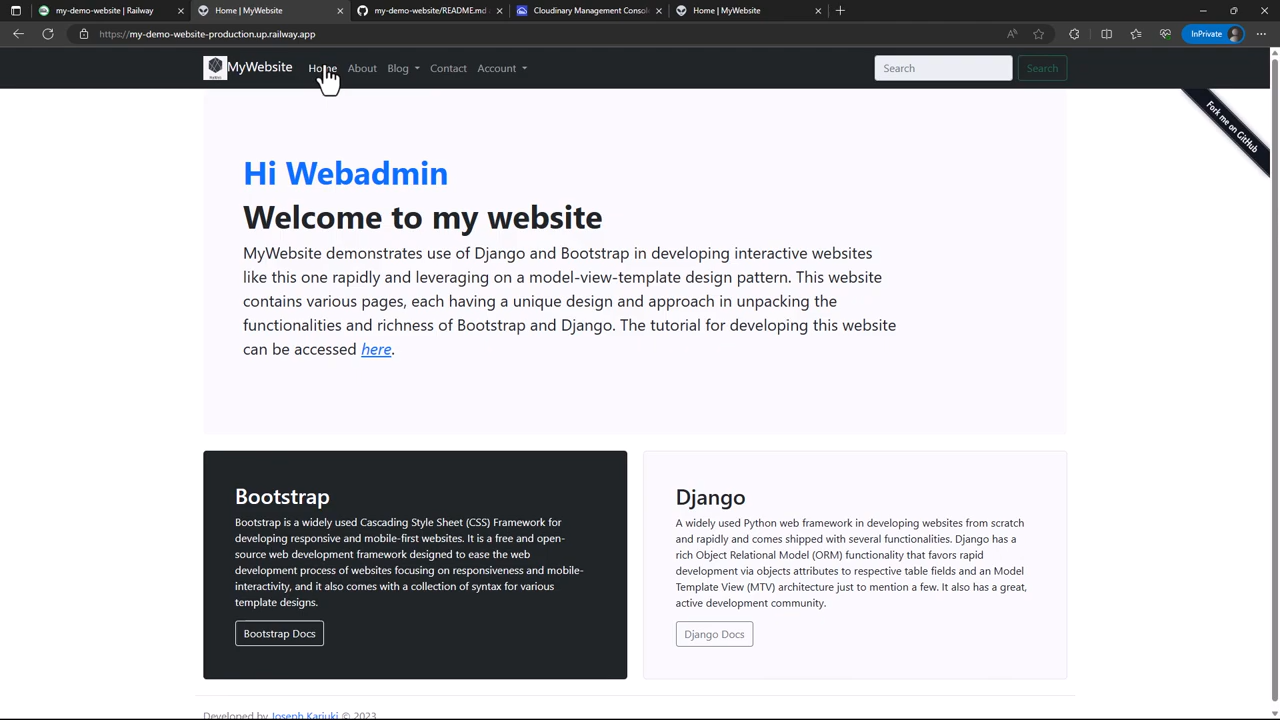 my-demo-website | Railway
Home | MyWebsite
my-demo-website/README.md
Cloudinary Management Conso
Home | MyWebsite
https://my-demo-website-production.up.railway.app
InPrivate
MyWebsite
Home
About
Blog
Contact
Account
Search
Search
Fork me on GitHub
Hi Webadmin
Welcome to my website
MyWebsite demonstrates use of Django and Bootstrap in developing interactive websites
like this one rapidly and leveraging on a model-view-template design pattern. This website
contains various pages, each having a unique design and approach in unpacking the
functionalities and richness of Bootstrap and Django. The tutorial for developing this website
can be accessed here.
Bootstrap
Bootstrap is a widely used Cascading Style Sheet (CSS) Framework for
developing responsive and mobile-first websites. It is a free and open-
source web development framework designed to ease the web
development process of websites focusing on responsiveness and mobile-
interactivity, and it also comes with a collection of syntax for various
template designs.
Bootstrap Docs
Django
A widely used Python web framework in developing websites from scratch
and rapidly and comes shipped with several functionalities. Django has a
rich Object Relational Model (ORM) functionality that favors rapid
development via objects attributes to respective table fields and an Model
Template View (MTV) architecture just to mention a few. It also has a great,
active development community.
Django Docs
Developed by Joseph Kariuki © 2023